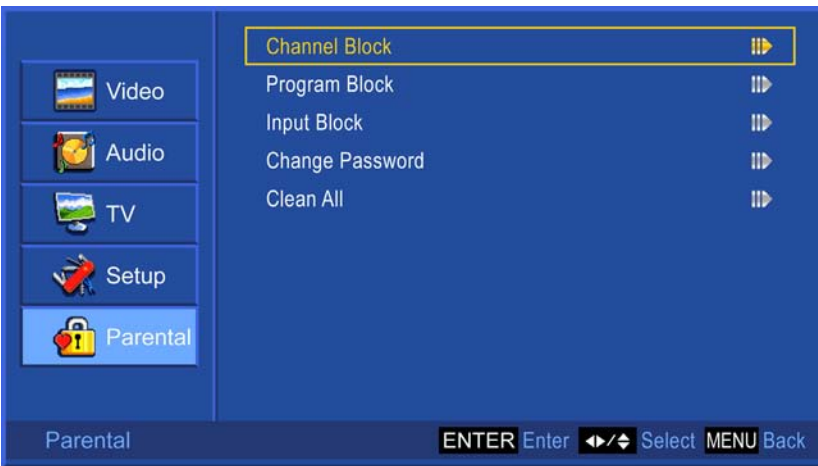 Video
Audio
TV
Setup
Parental
Channel Block
Program Block
Input Block
Change Password
Clean All
Parental
ENTER Enter ◄►/▲▼ Select MENU Back